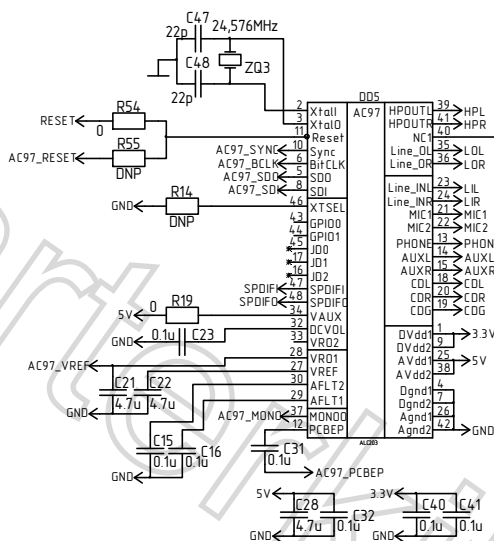 C47
22p
24,576MHz
C48
22p
ZQ3
DD5
AC97
RESET
R54
0
R55
DNP
AC97_RESET
AC97_SYNC
AC97_BCLK
AC97_SDO
AC97_SDI
GND
R14
DNP
SPDIFI
SPDIFO
5V
0
R19
GND
0.1u
C23
AC97_VREF
C21
4.7u
C22
4.7u
GND
C15
0.1u
C16
0.1u
GND
AC97_MONO
C31
0.1u
AC97_PCBEP
2 XtalI
3 XtalO
11 Reset
10 Sync
6 BitCLK
5 SDO
8 SDI
46 XTSEL
43 GPIO0
44 GPIO1
45 JD0
17 JD1
16 JD2
47 SPDIFI
48 SPDIFO
34 VAUX
32 DCVOL
33 VRO2
28 VRO1
27 VREF
30 AFLT2
29 AFLT1
37 MONOO
12 PCBEP
HPOUTL 39 HPL
HPOUTR 41 HPR
NC1 40
Line_OL 35 LOL
Line_OR 36 LOR
Line_INL 23 LIL
Line_INR 24 LIR
MIC1 21 MIC1
MIC2 22 MIC2
PHONE 13 PHON
AUXL 14 AUXL
AUXR 15 AUXR
CDL 18 CDL
CDR 20 CDR
CDG 19 CDG
DVdd1 1
DVdd2 9
3.3V
AVdd1 25
AVdd2 38
5V
Dgnd1 4
Dgnd2 7
Agnd1 26
Agnd2 42
GND
ALC203
5V
C28
4.7u
C32
0.1u
GND
3.3V
C40
0.1u
C41
0.1u
GND